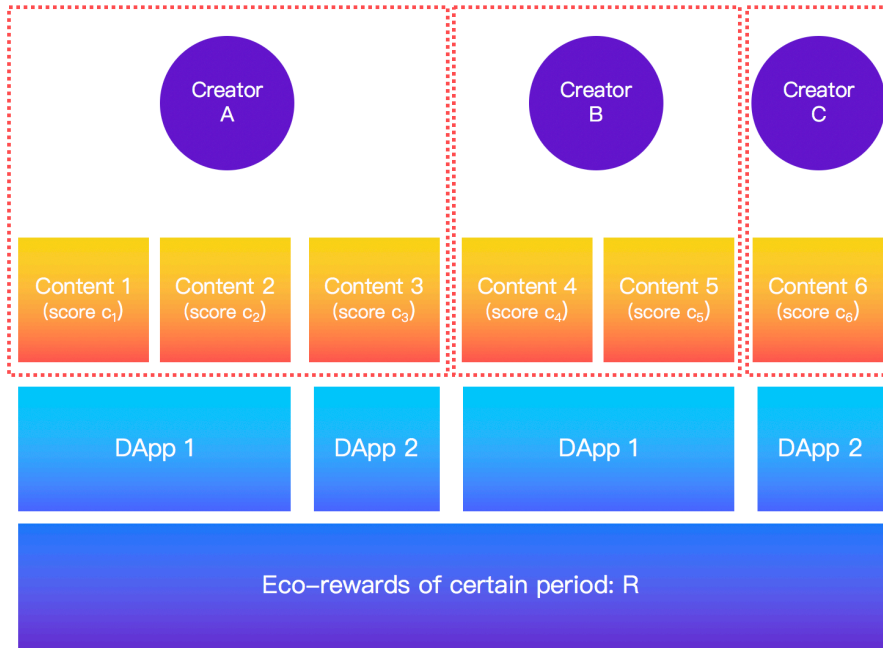 Creator
A
Creator
B
Creator
C
Content 1
(score c₁)
Content 2
(score c₂)
Content 3
(score c₃)
Content 4
(score c₄)
Content 5
(score c₅)
Content 6
(score c₆)
DApp 1
DApp 2
DApp 1
DApp 2
Eco–rewards of certain period: R